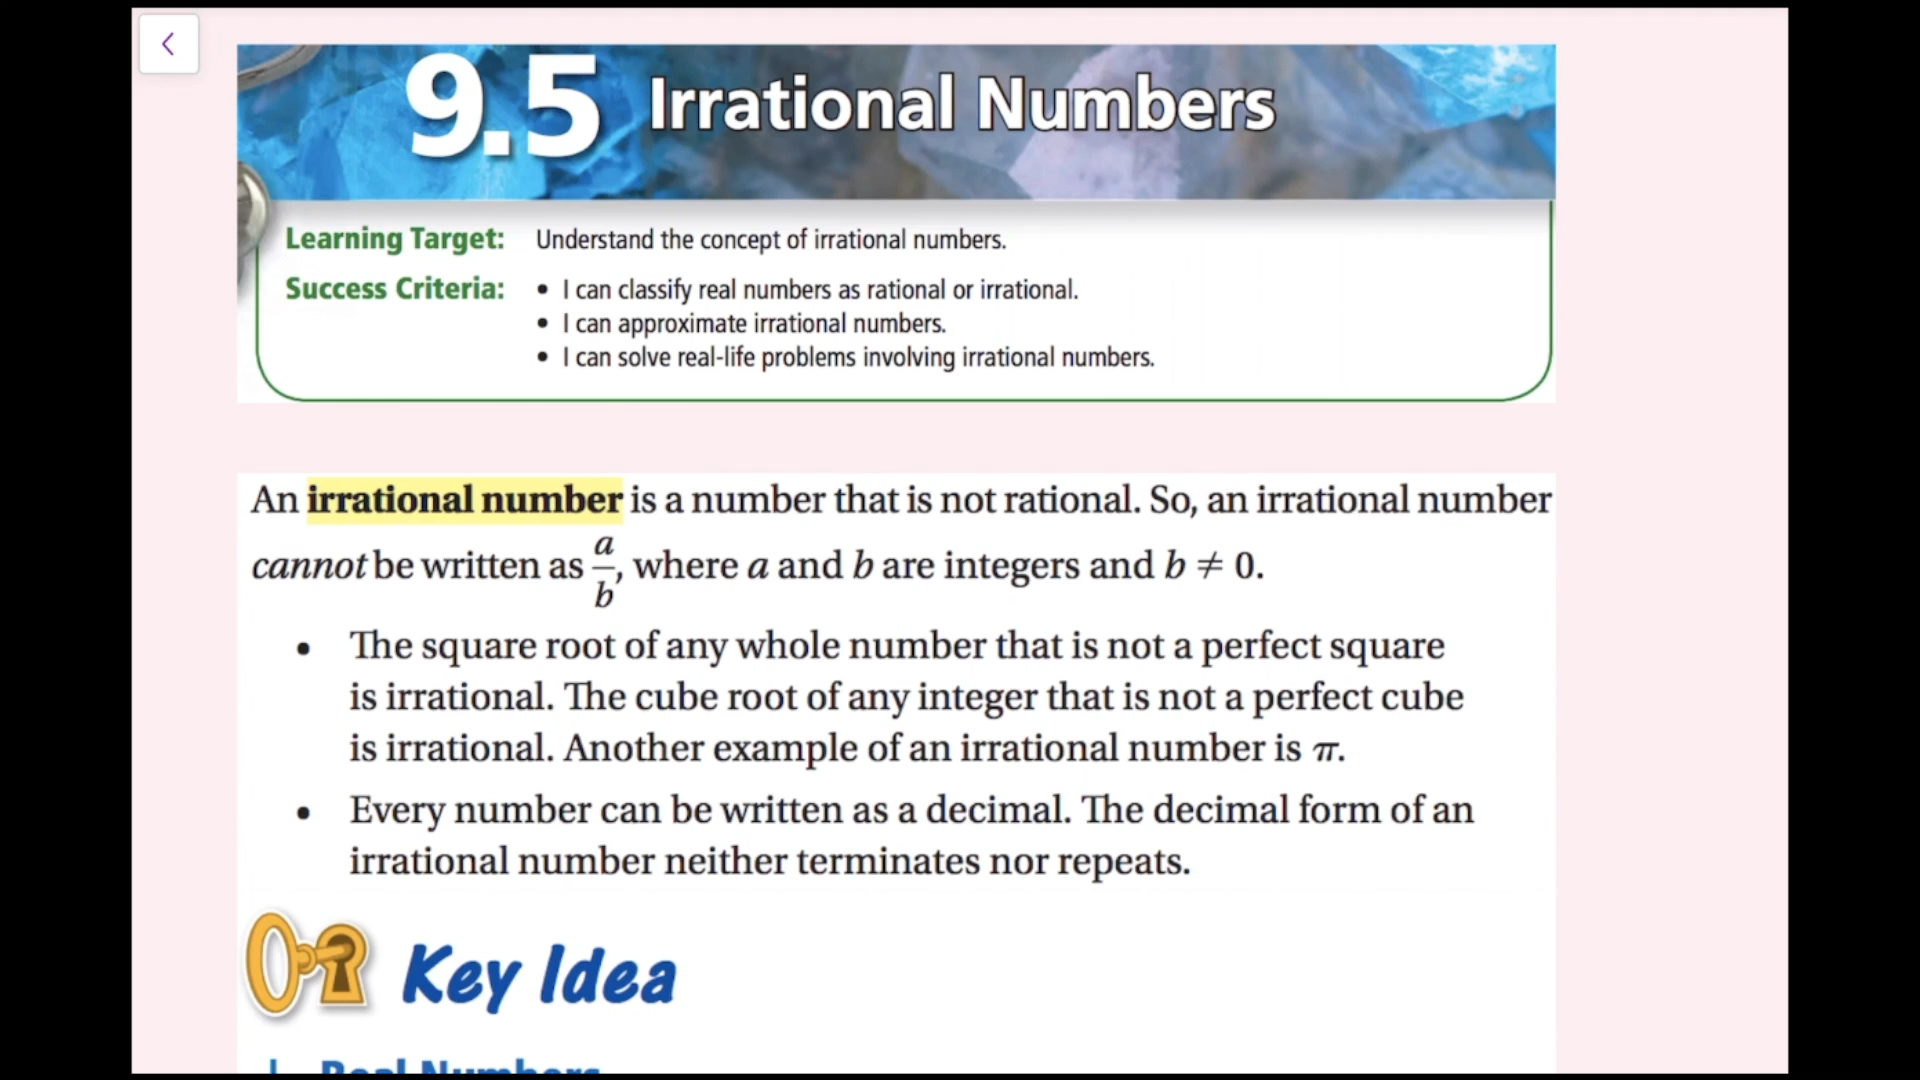 9.5 Irrational Numbers
Learning Target: Understand the concept of irrational numbers.
Success Criteria: • I can classify real numbers as rational or irrational.
• I can approximate irrational numbers.
• I can solve real-life problems involving irrational numbers.
An irrational number is a number that is not rational. So, an irrational number
cannot be written as a/b, where a and b are integers and b ≠ 0.
• The square root of any whole number that is not a perfect square
is irrational. The cube root of any integer that is not a perfect cube
is irrational. Another example of an irrational number is π.
• Every number can be written as a decimal. The decimal form of an
irrational number neither terminates nor repeats.
Key Idea
Real Numbers